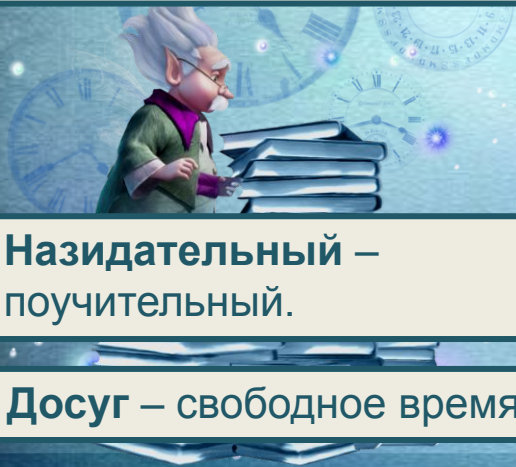 Назидательный –
поучительный.
Досуг – свободное время